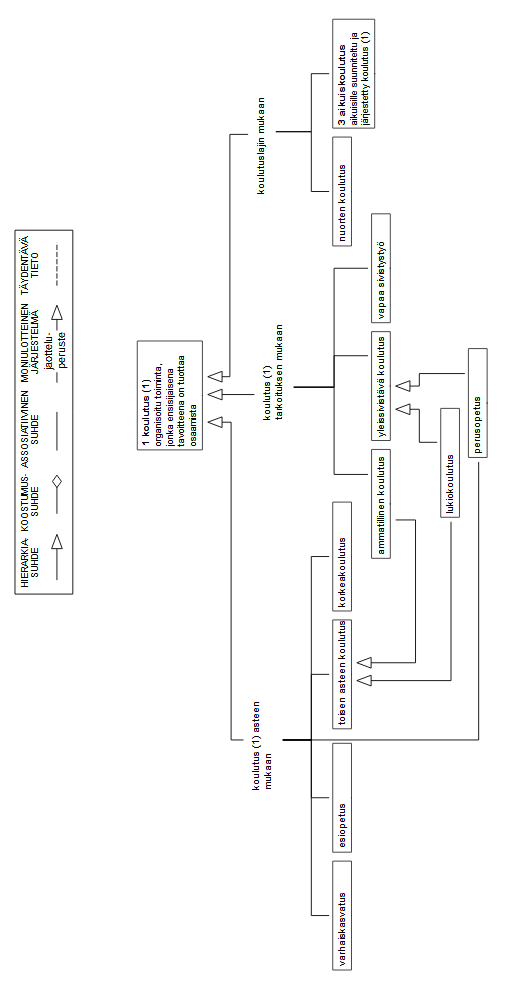 HIERARKIA-
SUHDE
KOOSTUMUS-
SUHDE
ASSOSIATIIVINEN
SUHDE
MONIULOTTEINEN
JÄRJESTELMÄ
jaottelu-
peruste
TÄYDENTÄVÄ
TIETO
1 koulutus (1)
organisoitu toiminta,
jonka ensisijaisena
tavoitteena on tuottaa
osaamista
koulutus (1) asteen
mukaan
koulutus (1)
tarkoituksen mukaan
koulutuslajin mukaan
varhaiskasvatus
esiopetus
toisen asteen koulutus
korkeakoulutus
ammatillinen koulutus
yleissivistävä koulutus
vapaa sivistystyö
nuorten koulutus
3 aikuiskoulutus
aikuisille suunniteltu ja
järjestetty koulutus (1)
lukiokoulutus
perusopetus